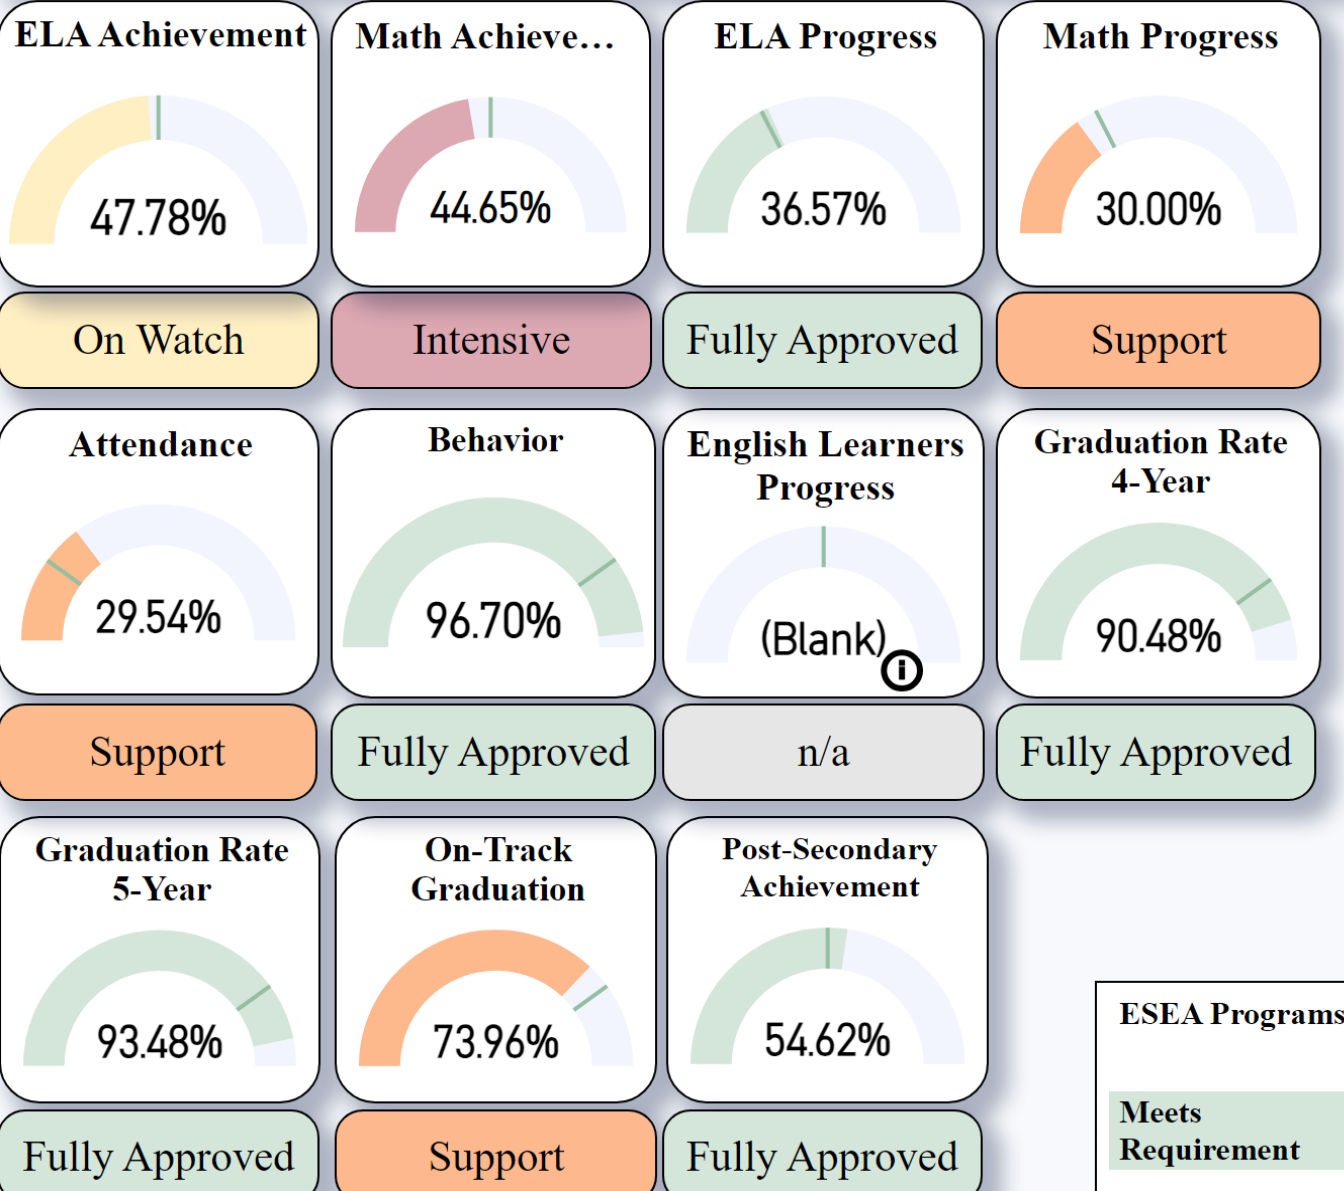 ELA Achievement
Math Achieve...
ELA Progress
Math Progress
47.78%
44.65%
36.57%
30.00%
On Watch
Intensive
Fully Approved
Support
Attendance
Behavior
English Learners
Progress
Graduation Rate
4-Year
29.54%
96.70%
(Blank)
i
90.48%
Support
Fully Approved
n/a
Fully Approved
Graduation Rate
5-Year
On-Track
Graduation
Post-Secondary
Achievement
93.48%
73.96%
54.62%
Fully Approved
Support
Fully Approved
ESEA Programs
Meets
Requirement